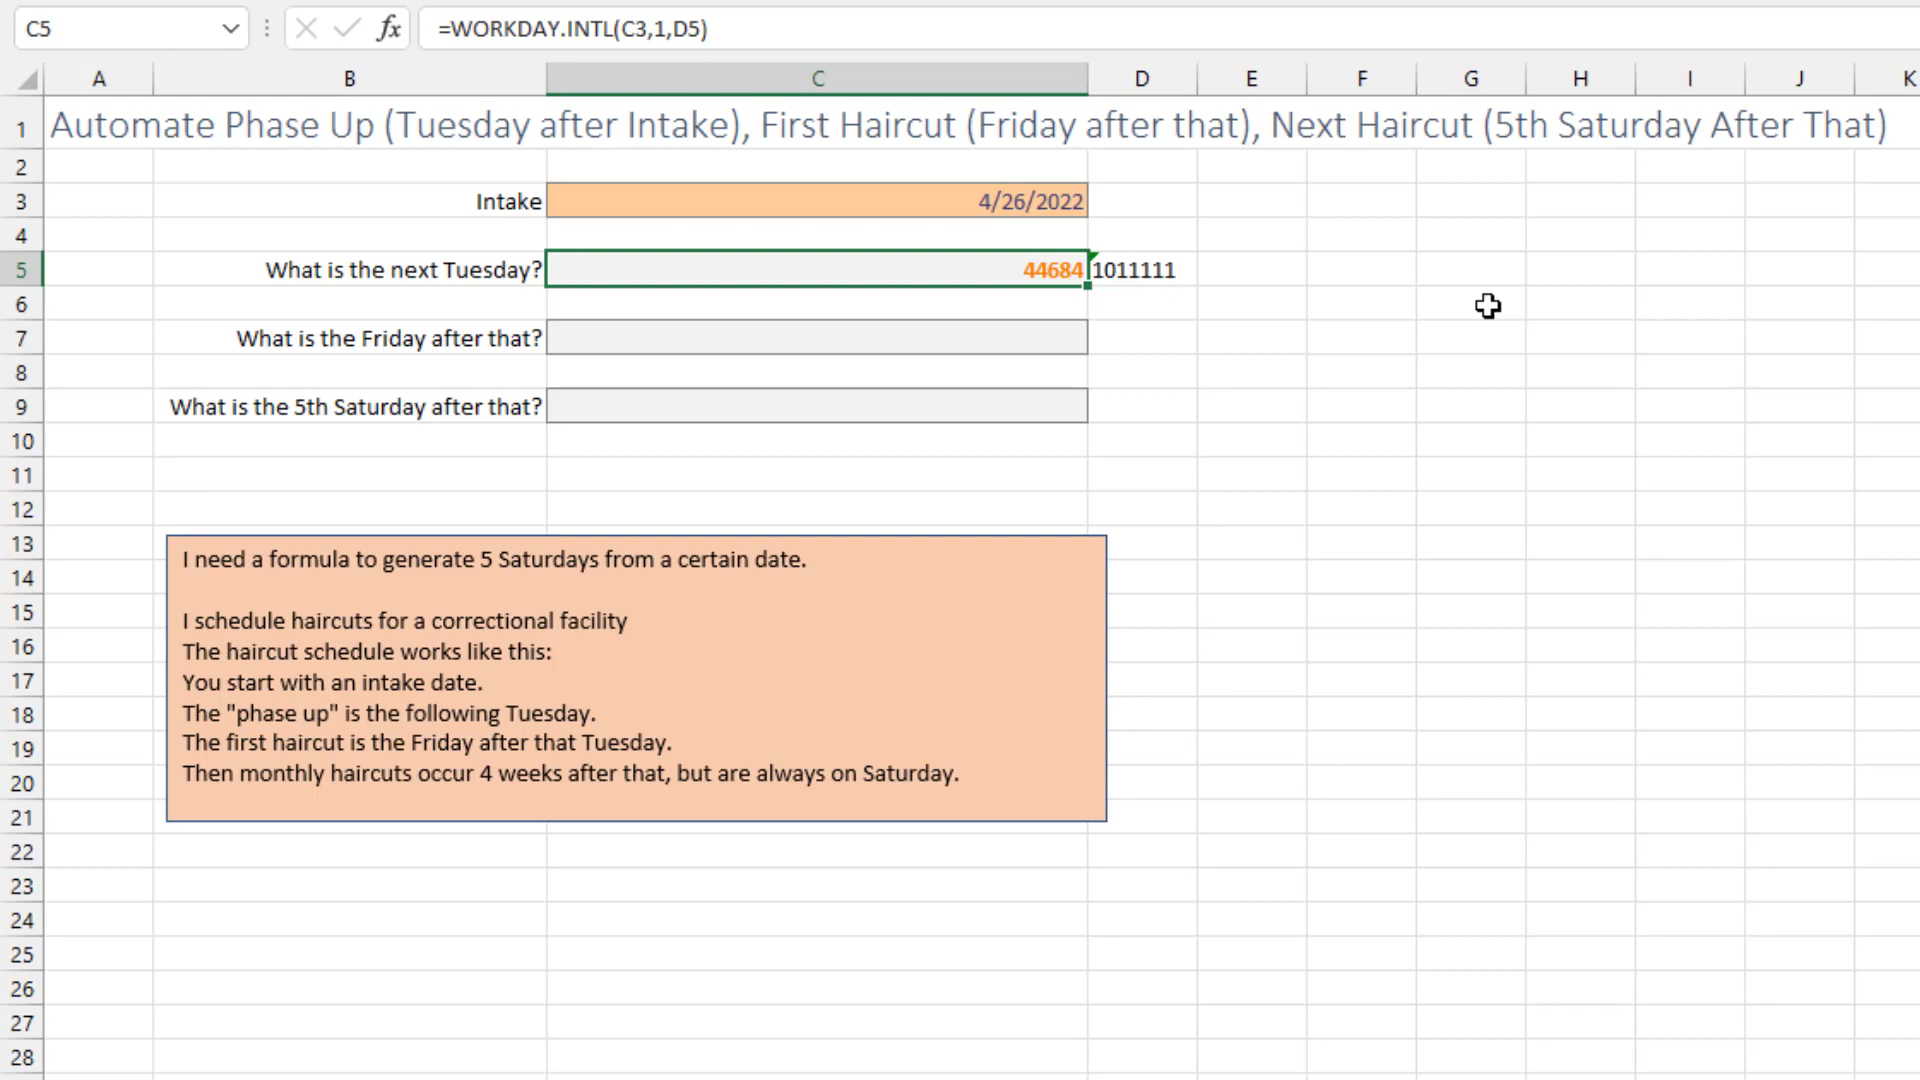 C5 fx =WORKDAY.INTL(C3,1,D5)
A B C D E F G H I J K
1 Automate Phase Up (Tuesday after Intake), First Haircut (Friday after that), Next Haircut (5th Saturday After That)
2
3 Intake 4/26/2022
4
5 What is the next Tuesday? 44684 1011111
6
7 What is the Friday after that?
8
9 What is the 5th Saturday after that?
10
11
12
13 I need a formula to generate 5 Saturdays from a certain date.
14
15 I schedule haircuts for a correctional facility
16 The haircut schedule works like this:
17 You start with an intake date.
18 The "phase up" is the following Tuesday.
19 The first haircut is the Friday after that Tuesday.
20 Then monthly haircuts occur 4 weeks after that, but are always on Saturday.
21
22
23
24
25
26
27
28